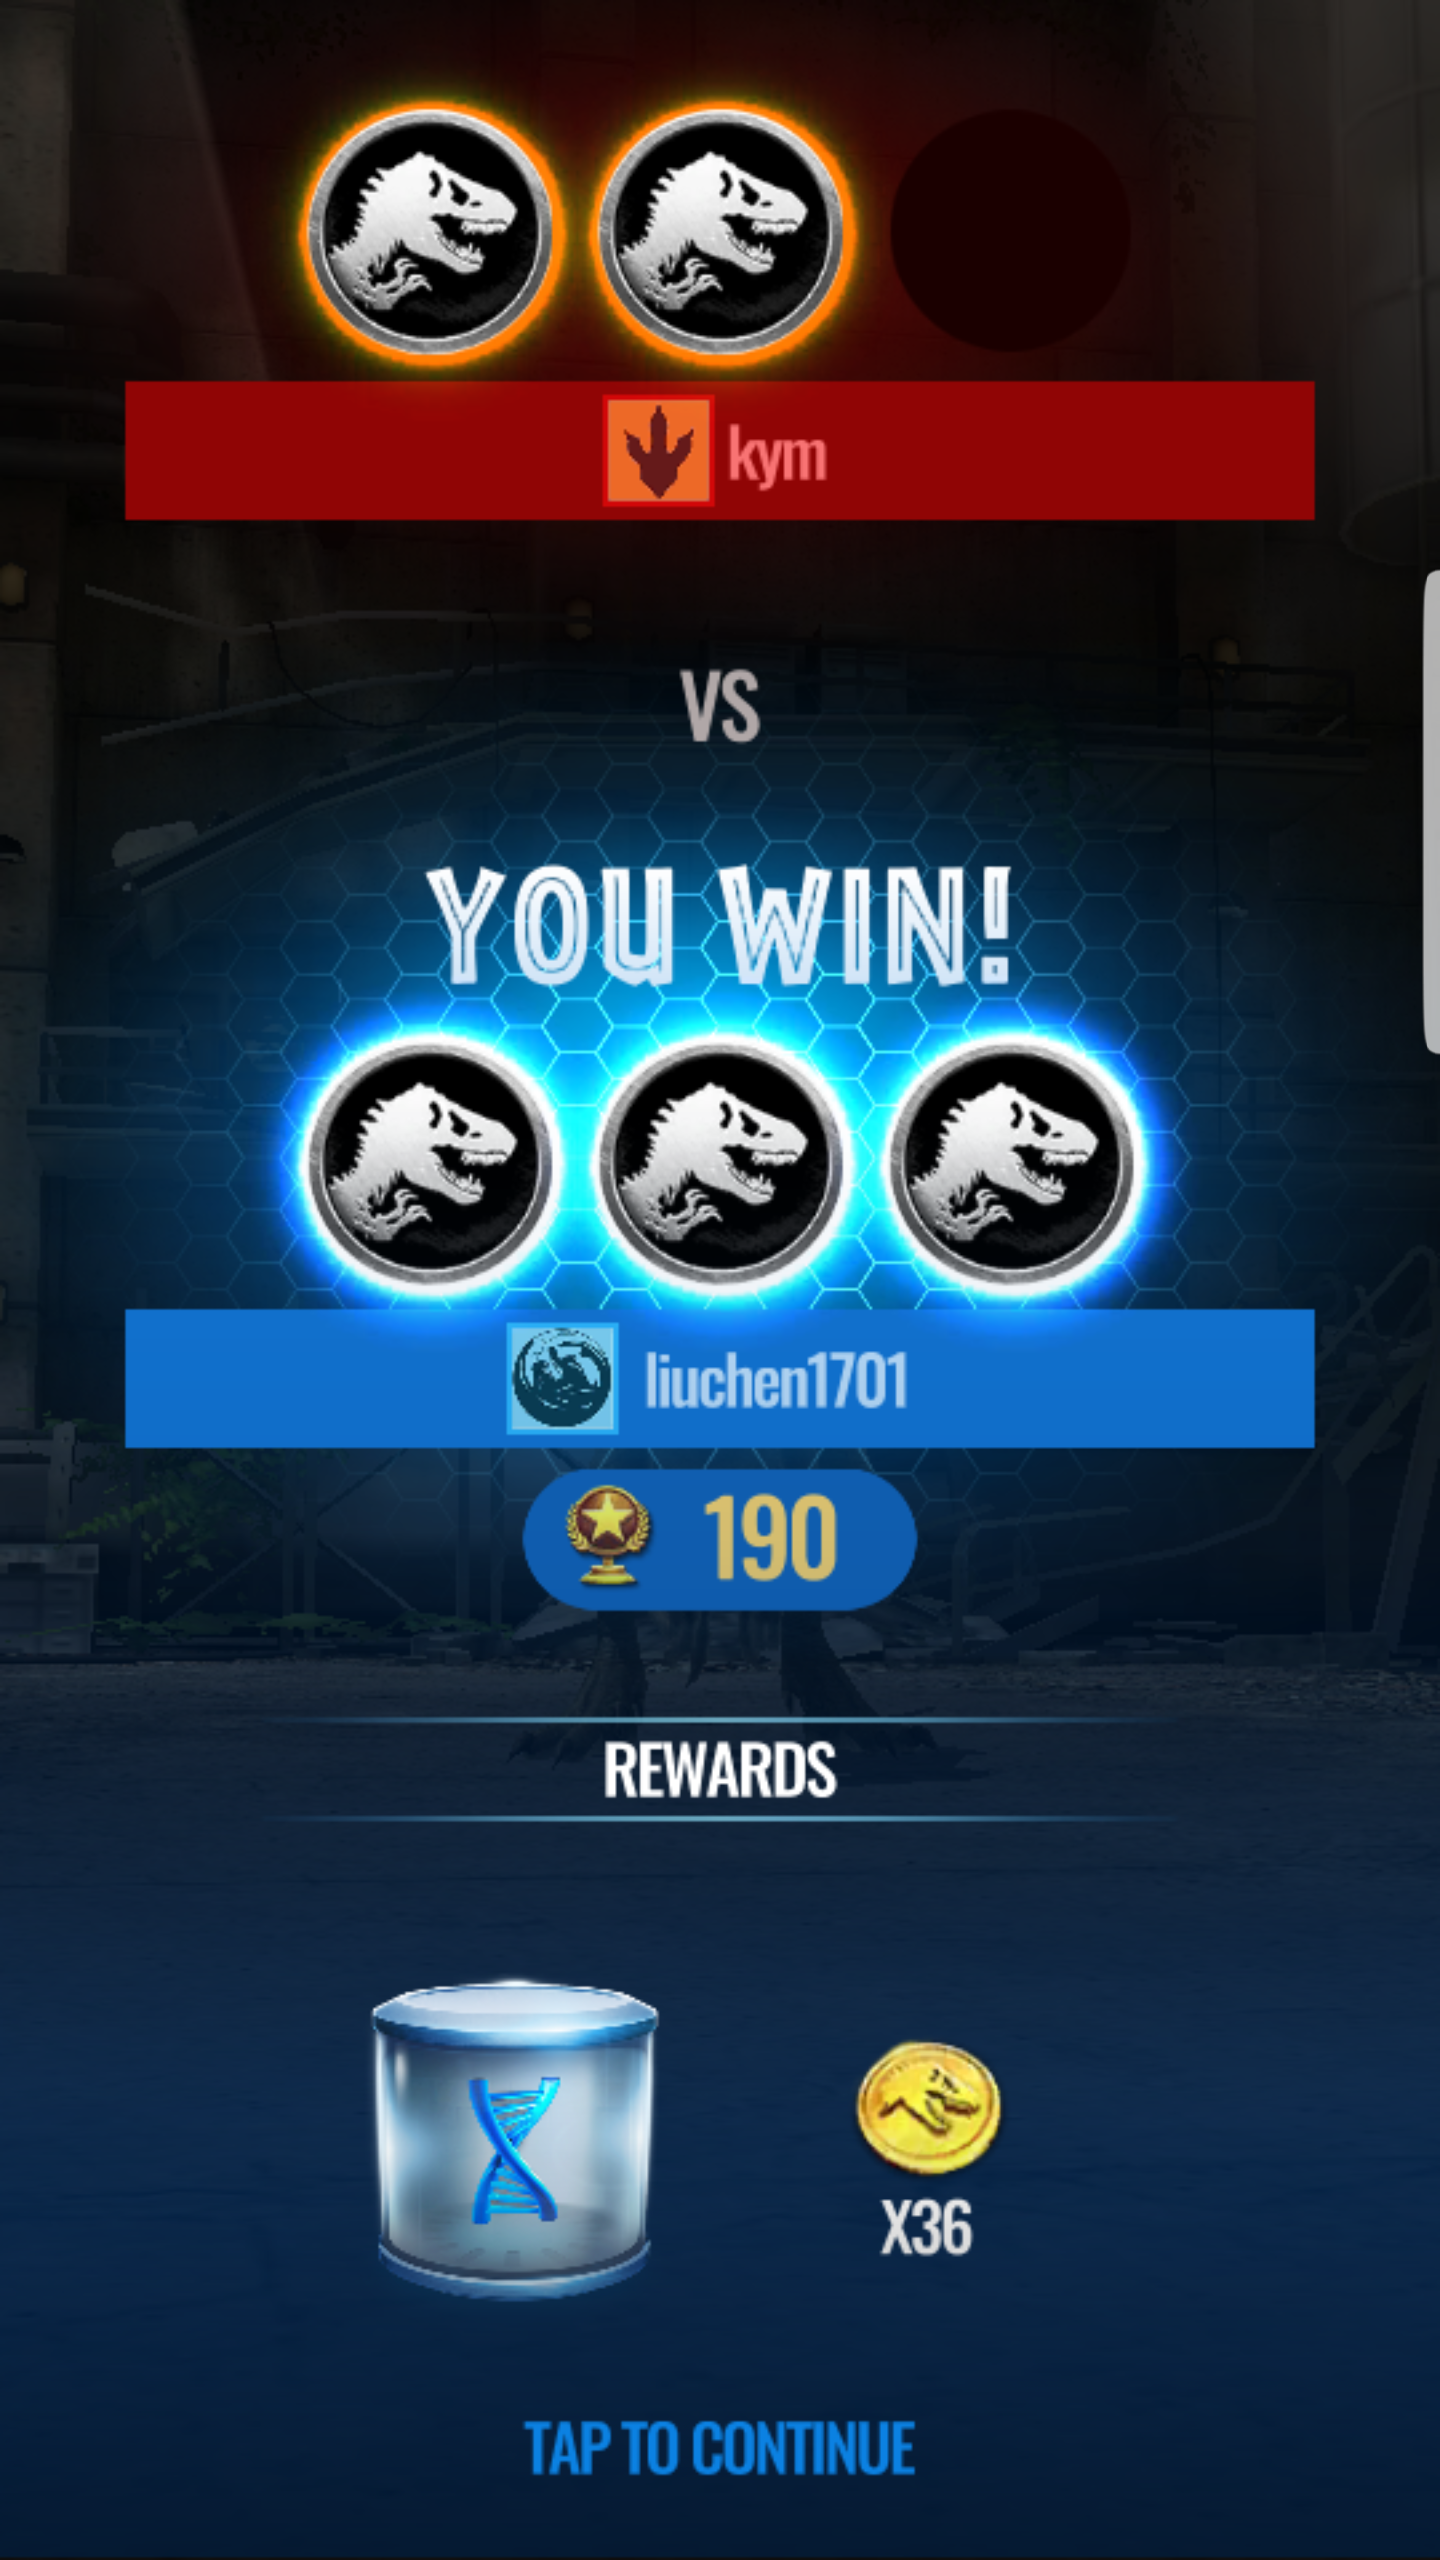 kym
VS
YOU WIN!
liuchen1701
190
REWARDS
X36
TAP TO CONTINUE